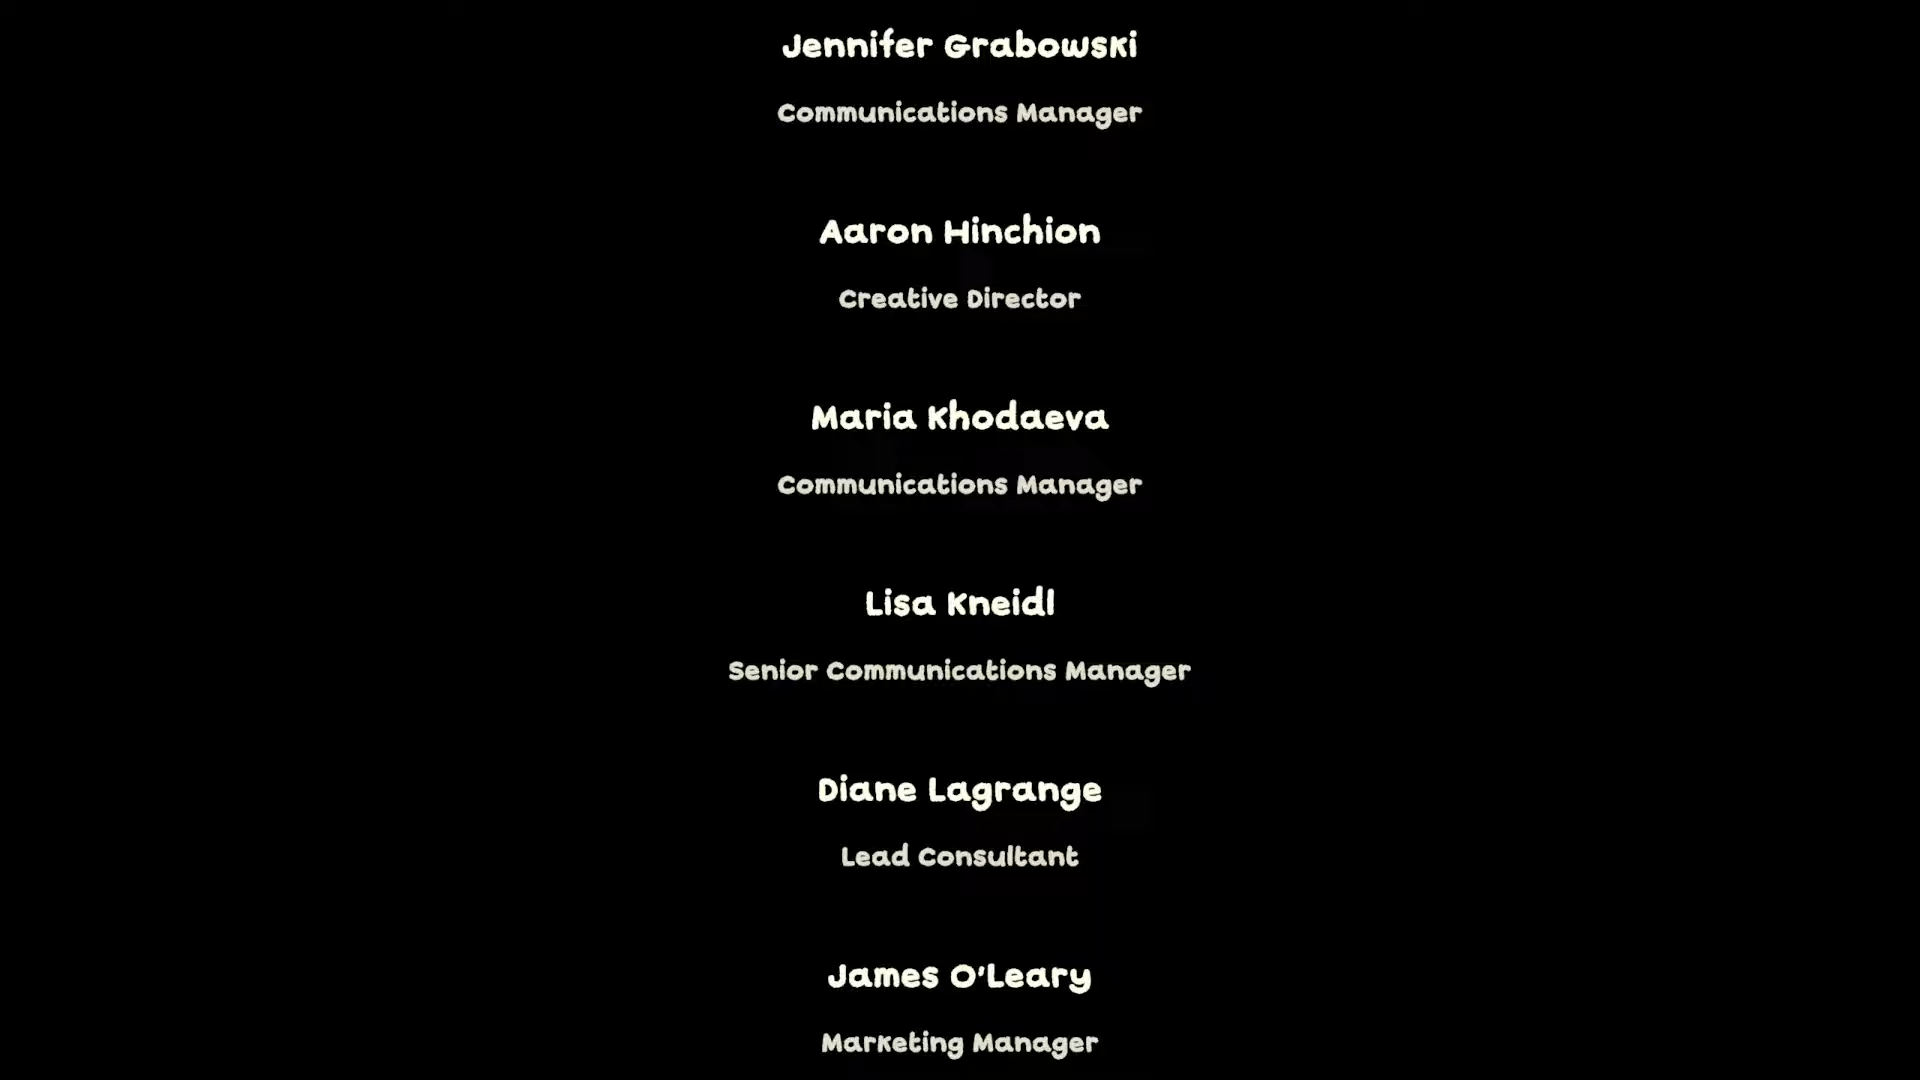 Jennifer Grabowski
Communications Manager
Aaron Hinchion
Creative Director
Maria Khodaeva
Communications Manager
Lisa Kneidl
Senior Communications Manager
Diane Lagrange
Lead Consultant
James O'Leary
Marketing Manager